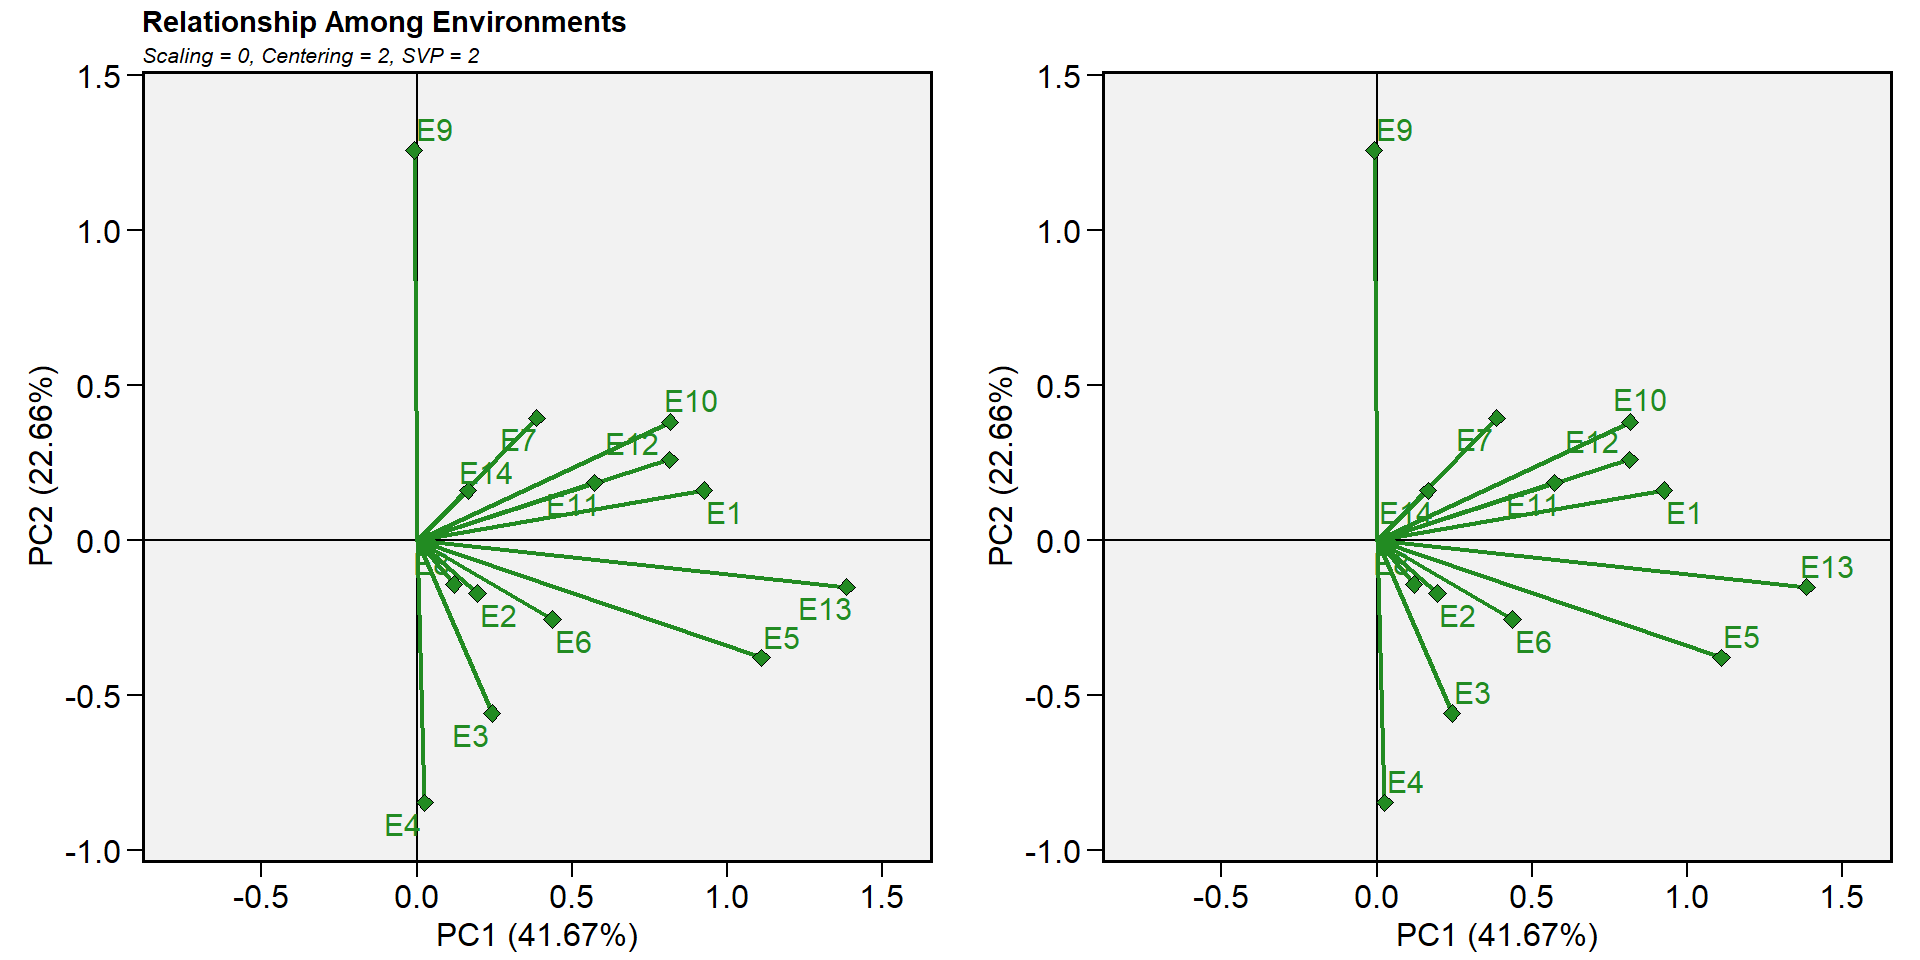 Relationship Among Environments
Scaling = 0, Centering = 2, SVP = 2
1.5
1.0
0.5
0.0
-0.5
-1.0
PC2 (22.66%)
E9
E10
E7
E12
E14
E11
E1
E13
E2
E5
E6
E3
E4
-0.5
0.0
0.5
1.0
1.5
PC1 (41.67%)
1.5
1.0
0.5
0.0
-0.5
-1.0
PC2 (22.66%)
E9
E10
E7
E12
E14
E11
E1
E13
E2
E5
E6
E3
E4
-0.5
0.0
0.5
1.0
1.5
PC1 (41.67%)